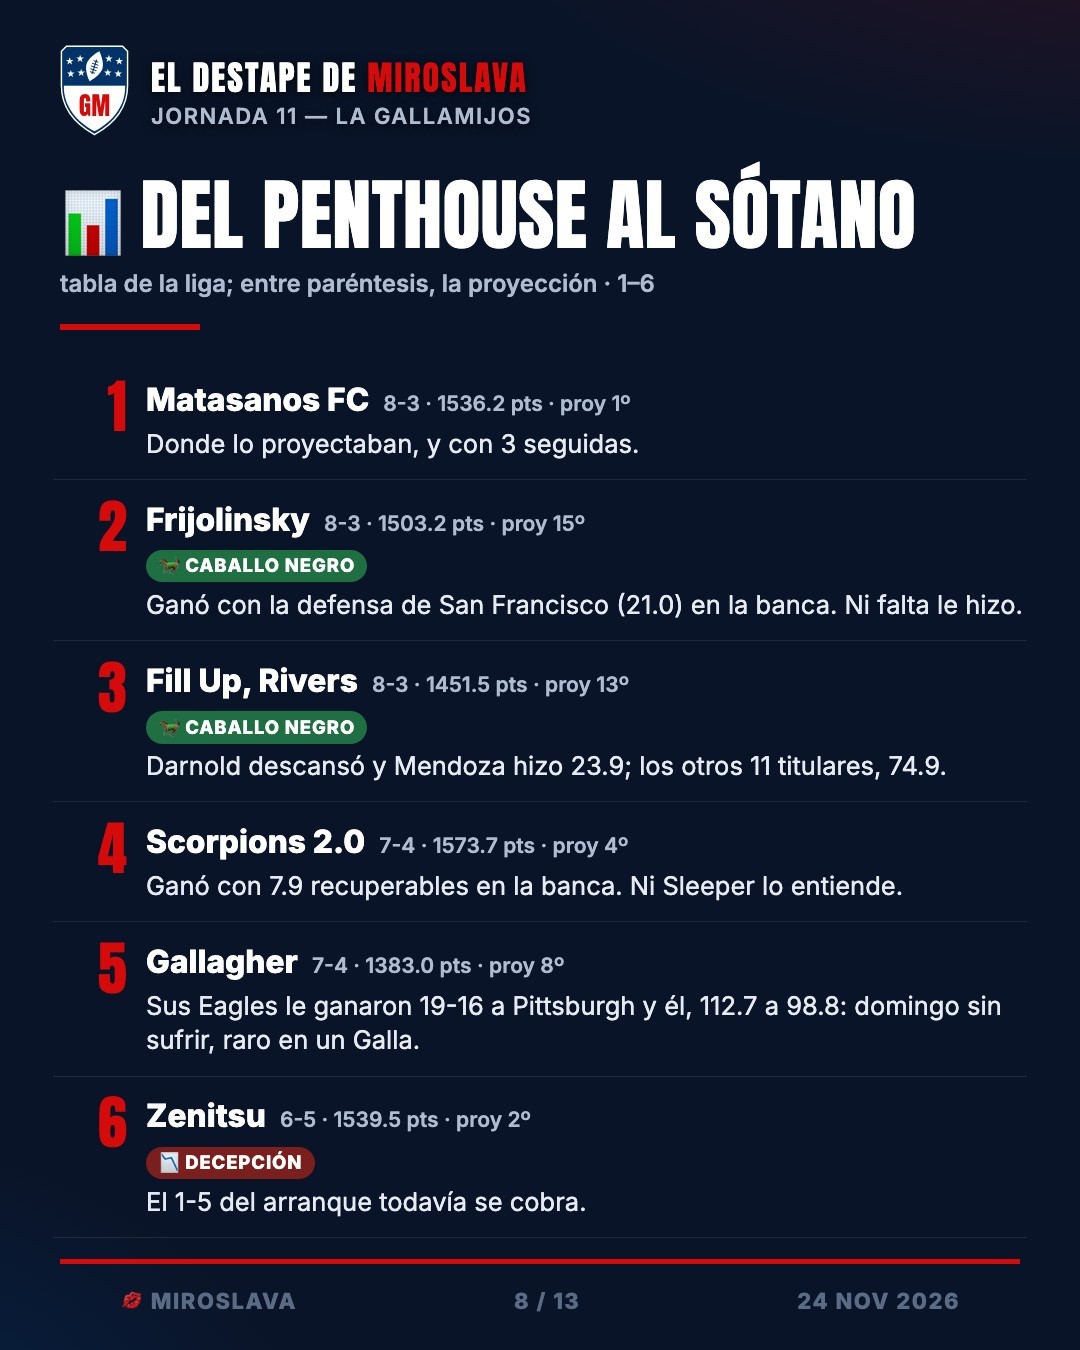 GM
EL DESTAPE DE MIROSLAVA
JORNADA 11 — LA GALLAMIJOS
DEL PENTHOUSE AL SÓTANO
tabla de la liga; entre paréntesis, la proyección · 1–6
1 Matasanos FC 8-3 · 1536.2 pts · proy 1º
Donde lo proyectaban, y con 3 seguidas.
2 Frijolinsky 8-3 · 1503.2 pts · proy 15º
CABALLO NEGRO
Ganó con la defensa de San Francisco (21.0) en la banca. Ni falta le hizo.
3 Fill Up, Rivers 8-3 · 1451.5 pts · proy 13º
CABALLO NEGRO
Darnold descansó y Mendoza hizo 23.9; los otros 11 titulares, 74.9.
4 Scorpions 2.0 7-4 · 1573.7 pts · proy 4º
Ganó con 7.9 recuperables en la banca. Ni Sleeper lo entiende.
5 Gallagher 7-4 · 1383.0 pts · proy 8º
Sus Eagles le ganaron 19-16 a Pittsburgh y él, 112.7 a 98.8: domingo sin
sufrir, raro en un Galla.
6 Zenitsu 6-5 · 1539.5 pts · proy 2º
DECEPCIÓN
El 1-5 del arranque todavía se cobra.
MIROSLAVA 8 / 13 24 NOV 2026